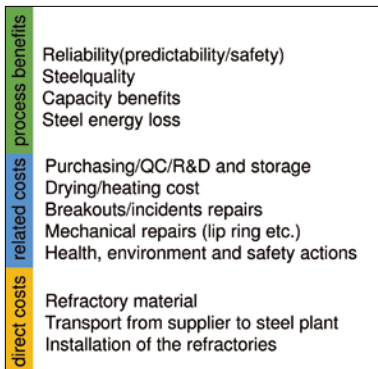 process benefits
Reliability(predictability/safety)
Steelquality
Capacity benefits
Steel energy loss
related costs
Purchasing/QC/R&D and storage
Drying/heating cost
Breakouts/incidents repairs
Mechanical repairs (lip ring etc.)
Health, environment and safety actions
direct costs
Refractory material
Transport from supplier to steel plant
Installation of the refractories